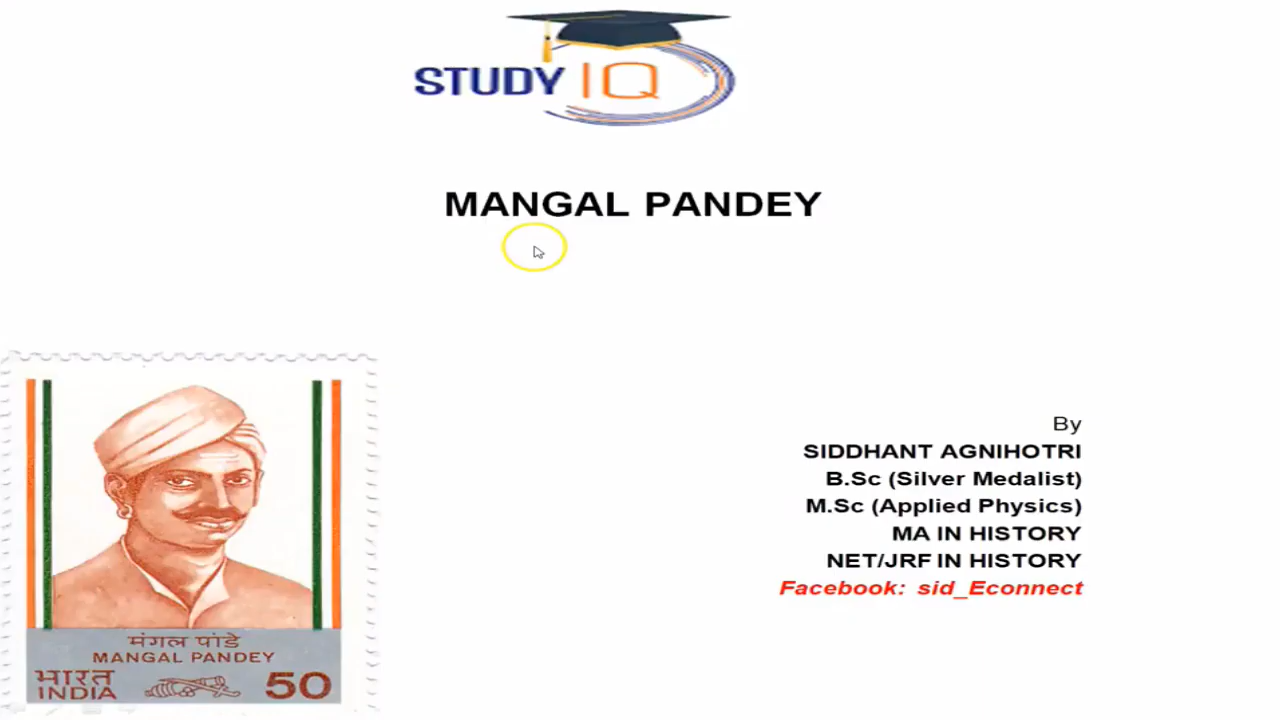 STUDY IQ
MANGAL PANDEY
By
SIDDHANT AGNIHOTRI
B.Sc (Silver Medalist)
M.Sc (Applied Physics)
MA IN HISTORY
NET/JRF IN HISTORY
Facebook: sid_Econnect
मंगल पांडे
MANGAL PANDEY
भारत
INDIA
50